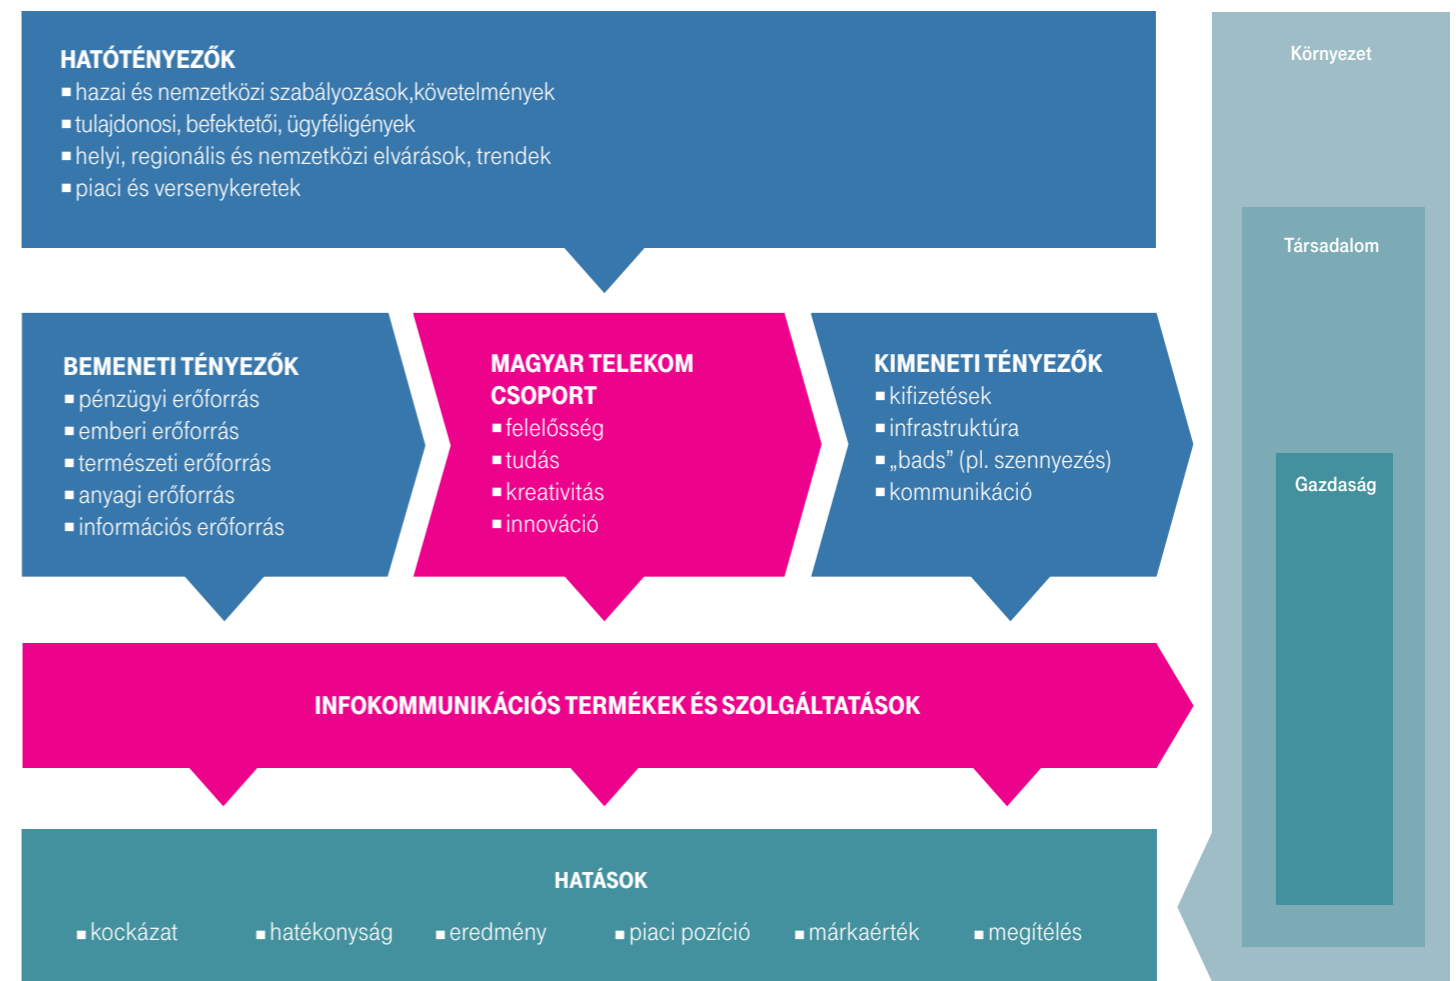 HATÓTÉNYEZŐK
▪ hazai és nemzetközi szabályozások,követelmények
▪ tulajdonosi, befektetői, ügyféligények
▪ helyi, regionális és nemzetközi elvárások, trendek
▪ piaci és versenykeretek
BEMENETI TÉNYEZŐK
▪ pénzügyi erőforrás
▪ emberi erőforrás
▪ természeti erőforrás
▪ anyagi erőforrás
▪ információs erőforrás
MAGYAR TELEKOM
CSOPORT
▪ felelősség
▪ tudás
▪ kreativitás
▪ innováció
KIMENETI TÉNYEZŐK
▪ kifizetések
▪ infrastruktúra
▪ „bads” (pl. szennyezés)
▪ kommunikáció
INFOKOMMUNIKÁCIÓS TERMÉKEK ÉS SZOLGÁLTATÁSOK
HATÁSOK
▪ kockázat ▪ hatékonyság ▪ eredmény ▪ piaci pozíció ▪ márkaérték ▪ megítélés
Környezet
Társadalom
Gazdaság